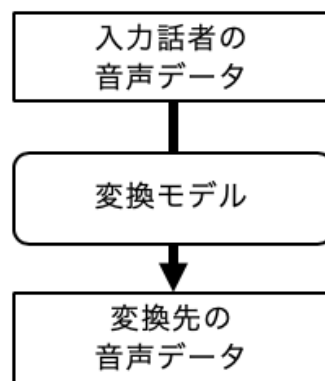 入力話者の
音声データ
変換モデル
変換先の
音声データ